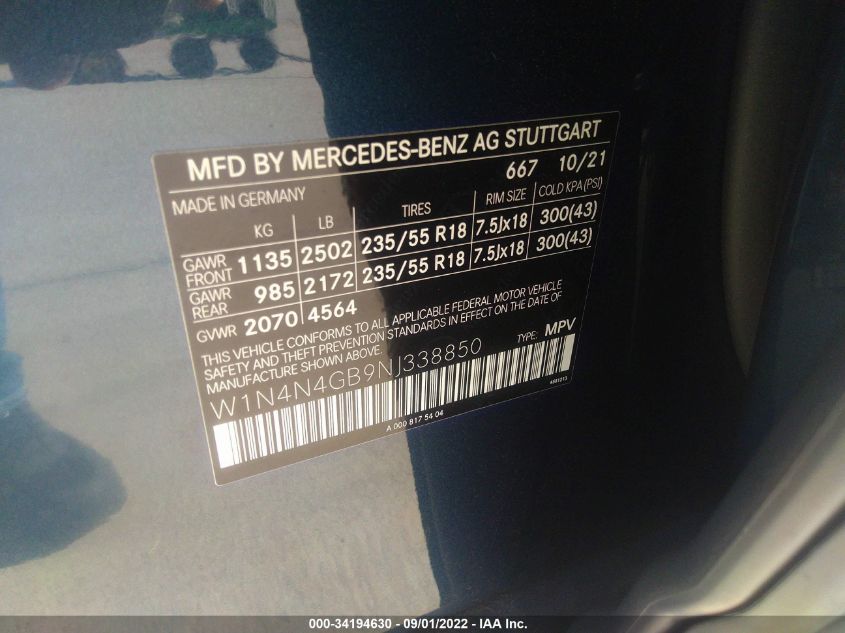 MFD BY MERCEDES-BENZ AG STUTTGART
667 10/21
MADE IN GERMANY
KG LB TIRES RIM SIZE COLD KPA(PSI)
GAWR FRONT 1135 2502 235/55 R18 7.5Jx18 300(43)
GAWR REAR 985 2172 235/55 R18 7.5Jx18 300(43)
GVWR 2070 4564
THIS VEHICLE CONFORMS TO ALL APPLICABLE FEDERAL MOTOR VEHICLE
SAFETY AND THEFT PREVENTION STANDARDS IN EFFECT ON THE DATE OF
MANUFACTURE SHOWN ABOVE.
TYPE: MPV
W1N4N4GB9NJ338850
A 000 817 54 04
000-34194630 - 09/01/2022 - IAA Inc.